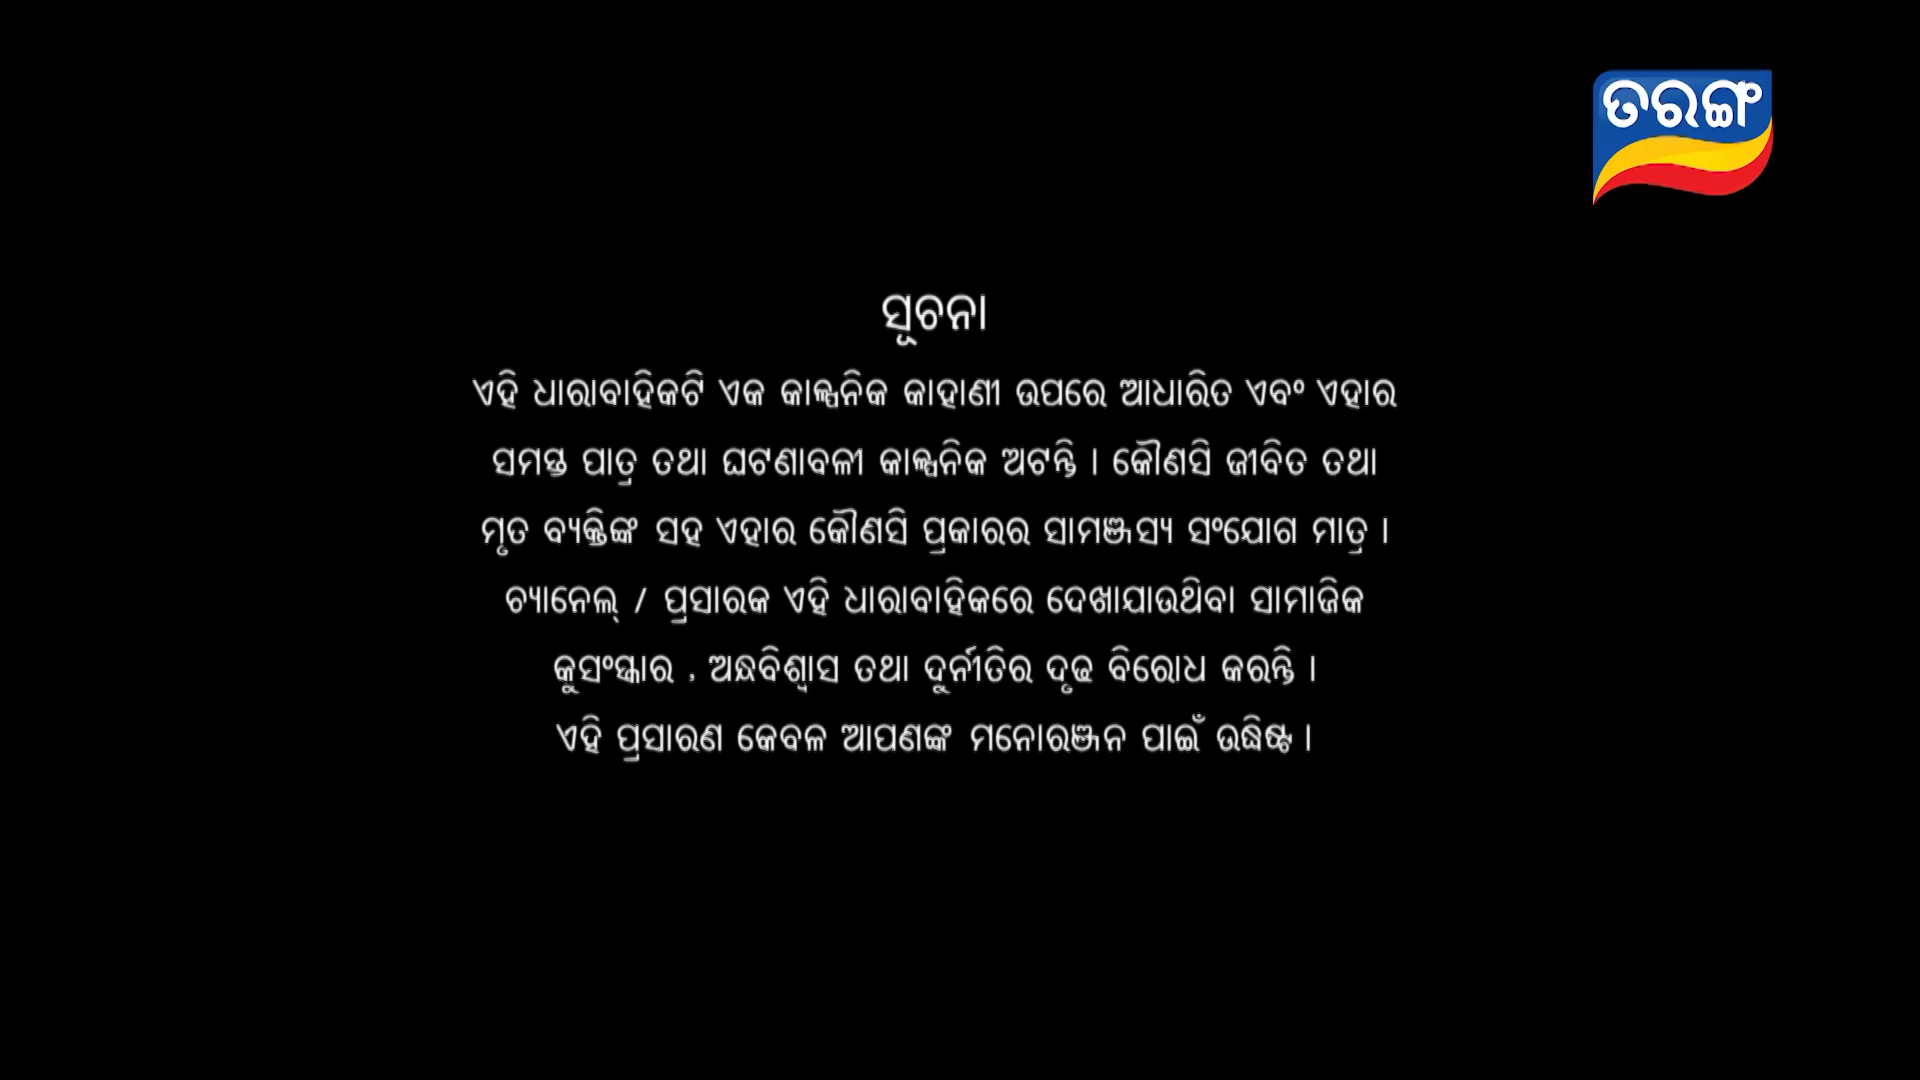 ତରଙ୍ଗ
ସୂଚନା
ଏହି ଧାରାବାହିକଟି ଏକ କାଳ୍ପନିକ କାହାଣୀ ଉପରେ ଆଧାରିତ ଏବଂ ଏହାର
ସମସ୍ତ ପାତ୍ର ତଥା ଘଟଣାବଳୀ କାଳ୍ପନିକ ଅଟନ୍ତି । କୌଣସି ଜୀବିତ ତଥା
ମୃତ ବ୍ୟକ୍ତିଙ୍କ ସହ ଏହାର କୌଣସି ପ୍ରକାରର ସାମଞ୍ଜସ୍ୟ ସଂଯୋଗ ମାତ୍ର ।
ଚ୍ୟାନେଲ୍ / ପ୍ରସାରକ ଏହି ଧାରାବାହିକରେ ଦେଖାଯାଉଥିବା ସାମାଜିକ
କୁସଂସ୍କାର , ଅନ୍ଧବିଶ୍ୱାସ ତଥା ଦୁର୍ନୀତିର ଦୃଢ ବିରୋଧ କରନ୍ତି ।
ଏହି ପ୍ରସାରଣ କେବଳ ଆପଣଙ୍କ ମନୋରଞ୍ଜନ ପାଇଁ ଉଦ୍ଧିଷ୍ଟ ।